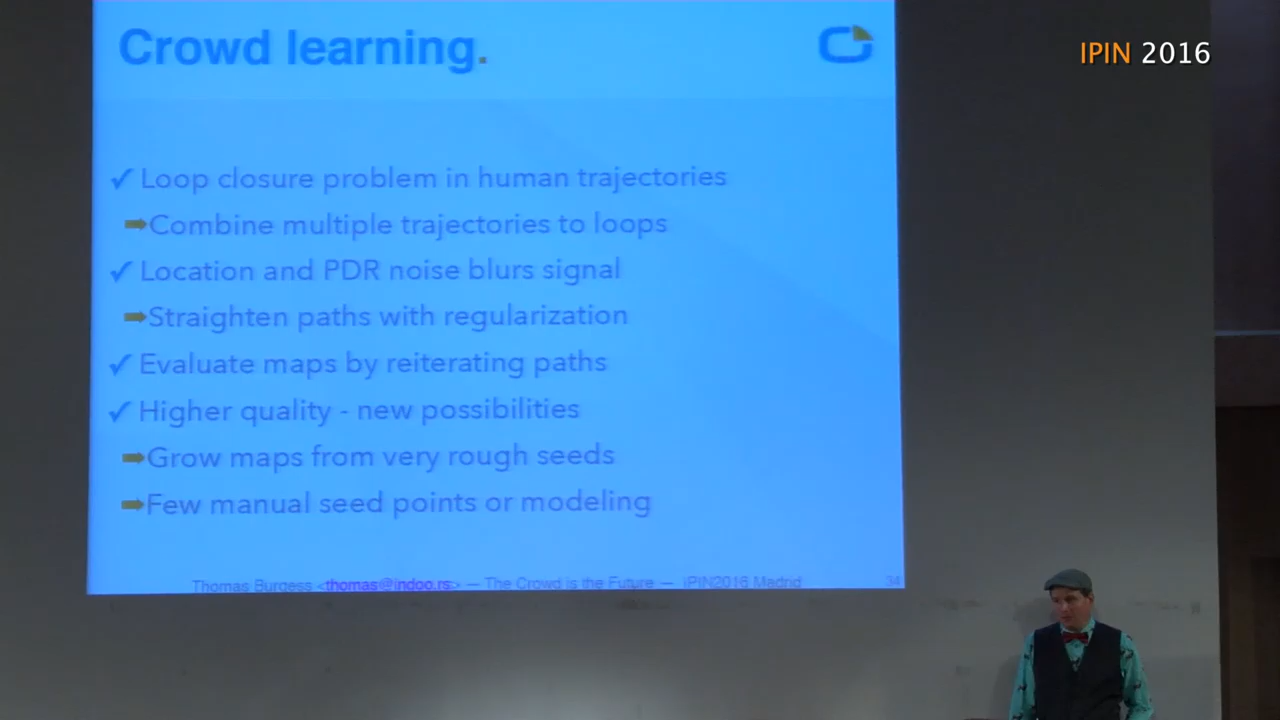 Crowd learning.
IPIN 2016
✓ Loop closure problem in human trajectories
➡Combine multiple trajectories to loops
✓ Location and PDR noise blurs signal
➡Straighten paths with regularization
✓ Evaluate maps by reiterating paths
✓ Higher quality - new possibilities
➡Grow maps from very rough seeds
➡Few manual seed points or modeling
Thomas Burgess <thomas@indoo.rs> — The Crowd is the Future — IPIN2016 Madrid 34